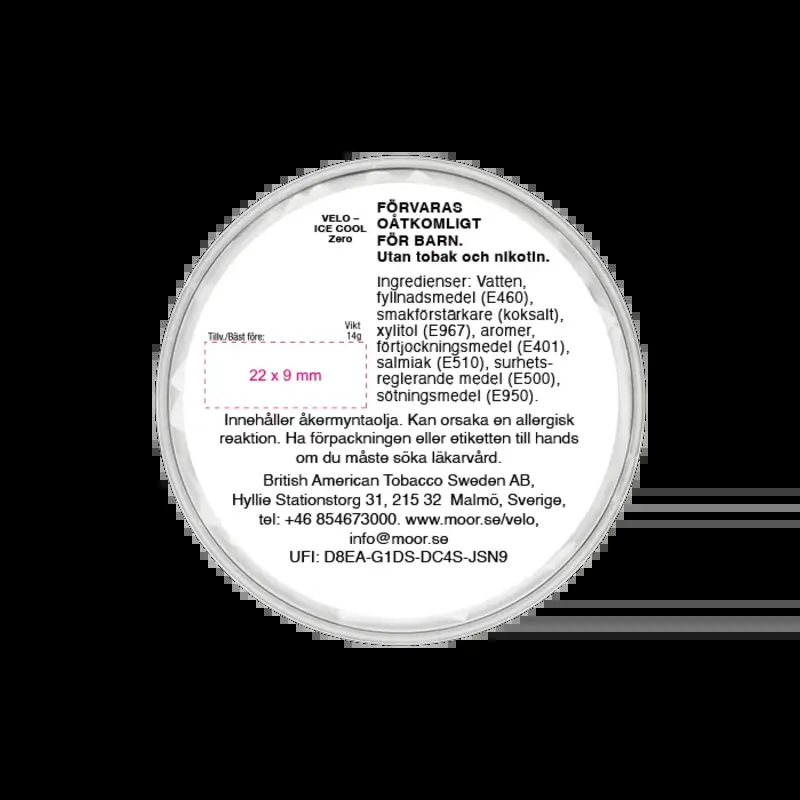 VELO –
ICE COOL
Zero
FÖRVARAS
OÅTKOMLIGT
FÖR BARN.
Utan tobak och nikotin.
Ingredienser: Vatten,
fyllnadsmedel (E460),
smakförstärkare (koksalt),
xylitol (E967), aromer,
förtjockningsmedel (E401),
salmiak (E510), surhets-
reglerande medel (E500),
sötningsmedel (E950).
Vikt
Tillv./Bäst före: 14g
22 x 9 mm
Innehåller åkermyntaolja. Kan orsaka en allergisk
reaktion. Ha förpackningen eller etiketten till hands
om du måste söka läkarvård.
British American Tobacco Sweden AB,
Hyllie Stationstorg 31, 215 32 Malmö, Sverige,
tel: +46 854673000. www.moor.se/velo,
info@moor.se
UFI: D8EA-G1DS-DC4S-JSN9